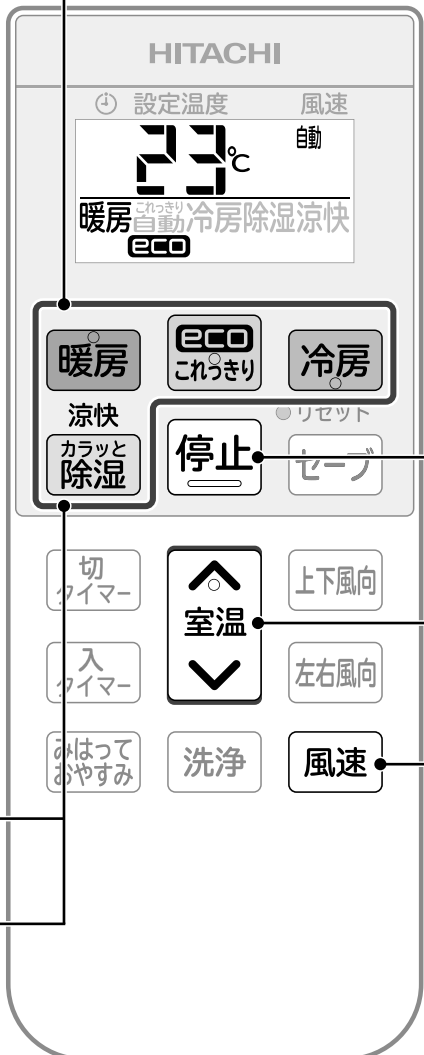 HITACHI
設定温度 風速
23℃ 自動
暖房 これっきり 自動 冷房 除湿 涼快
eco
暖房 eco これっきり 冷房
涼快 リセット
カラッと 除湿 停止 セーブ
切 タイマー 上下風向
室温
入 タイマー 左右風向
みはって おやすみ 洗浄 風速